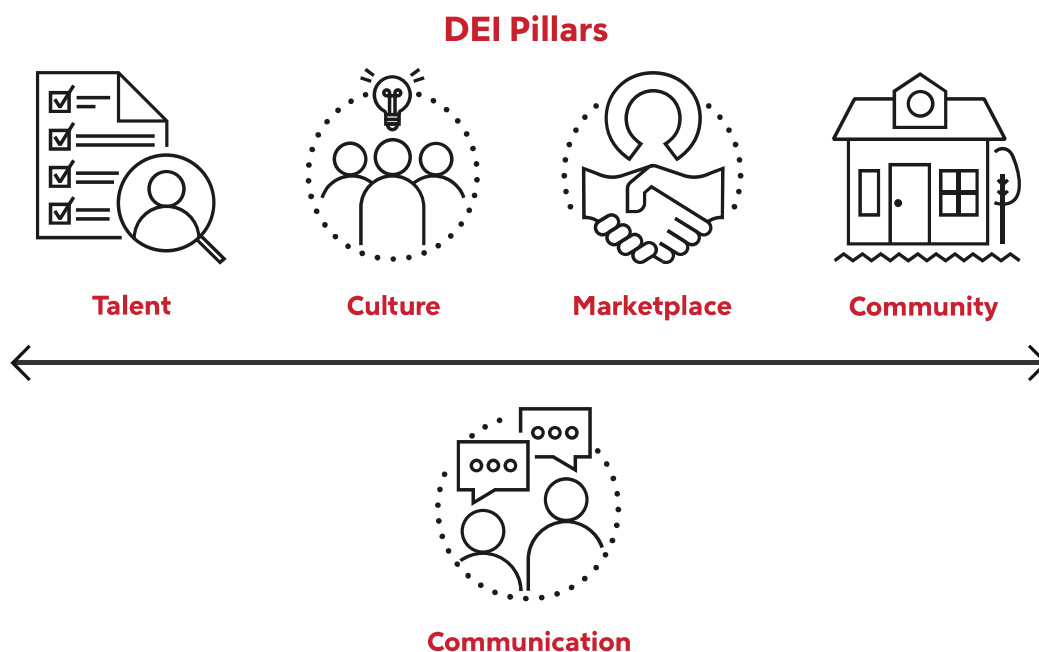 DEI Pillars
Talent
Culture
Marketplace
Community
Communication